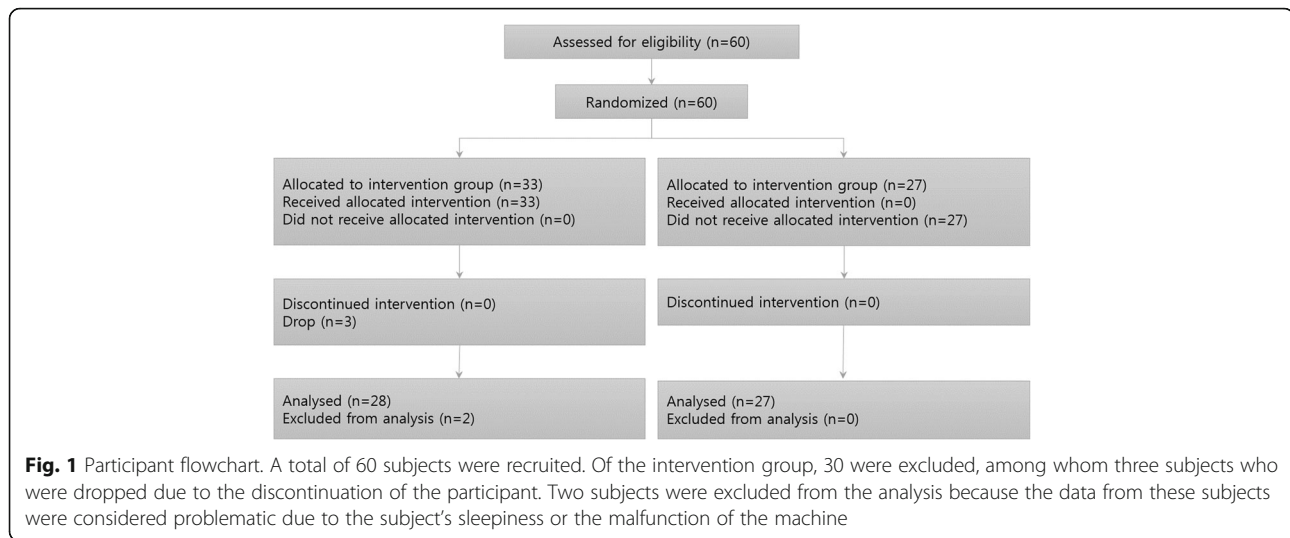 Assessed for eligibility (n=60)
Randomized (n=60)
Allocated to intervention group (n=33)
Received allocated intervention (n=33)
Did not receive allocated intervention (n=0)
Allocated to intervention group (n=27)
Received allocated intervention (n=0)
Did not receive allocated intervention (n=27)
Discontinued intervention (n=0)
Drop (n=3)
Discontinued intervention (n=0)
Analysed (n=28)
Excluded from analysis (n=2)
Analysed (n=27)
Excluded from analysis (n=0)
Fig. 1 Participant flowchart. A total of 60 subjects were recruited. Of the intervention group, 30 were excluded, among whom three subjects who
were dropped due to the discontinuation of the participant. Two subjects were excluded from the analysis because the data from these subjects
were considered problematic due to the subject's sleepiness or the malfunction of the machine